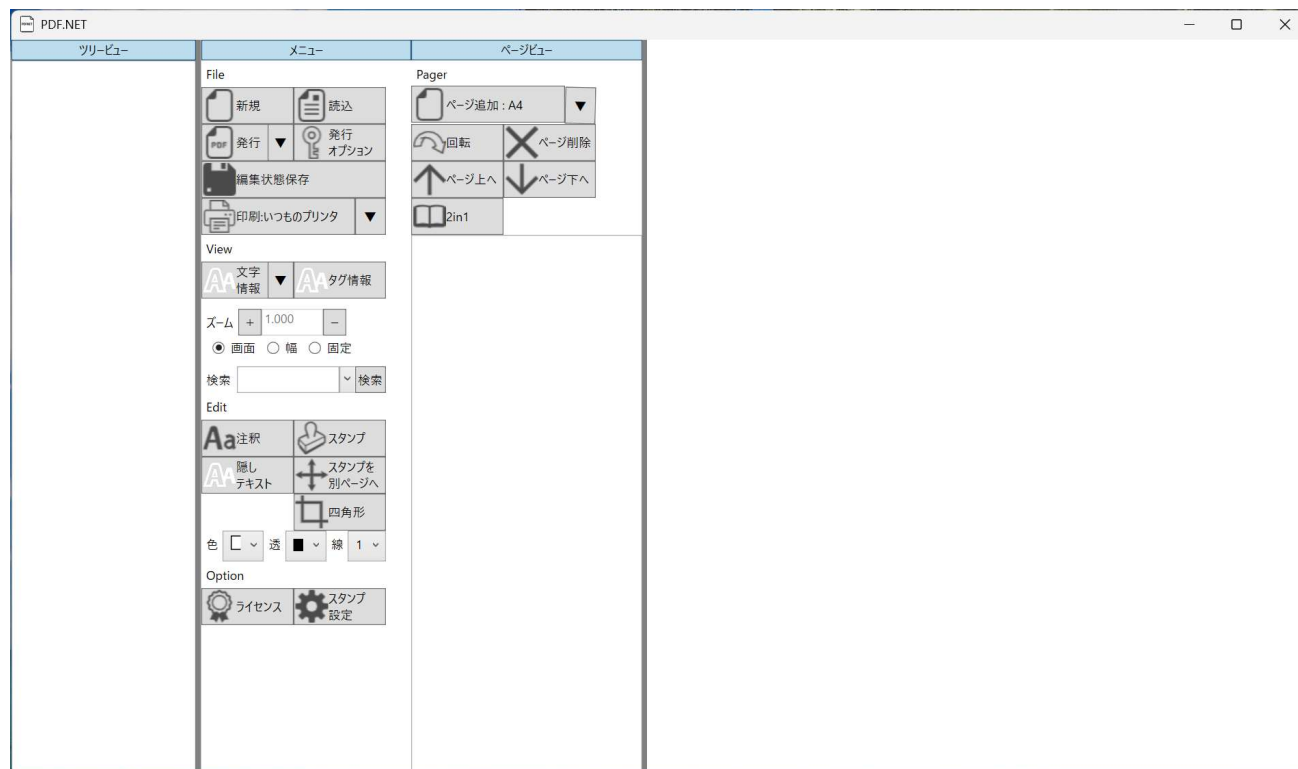 PDF.NET
ツリービュー
メニュー
ページビュー
File
新規
読込
PDF
発行
▼
発行
オプション
編集状態保存
印刷:いつものプリンタ
▼
View
文字
情報
▼
タグ情報
ズーム
+
1.000
−
画面
幅
固定
検索
検索
Edit
Aa
注釈
スタンプ
AA
隠し
テキスト
スタンプを
別ページへ
四角形
色
透
線
1
Option
ライセンス
スタンプ
設定
Pager
ページ追加 : A4
▼
回転
ページ削除
ページ上へ
ページ下へ
2in1